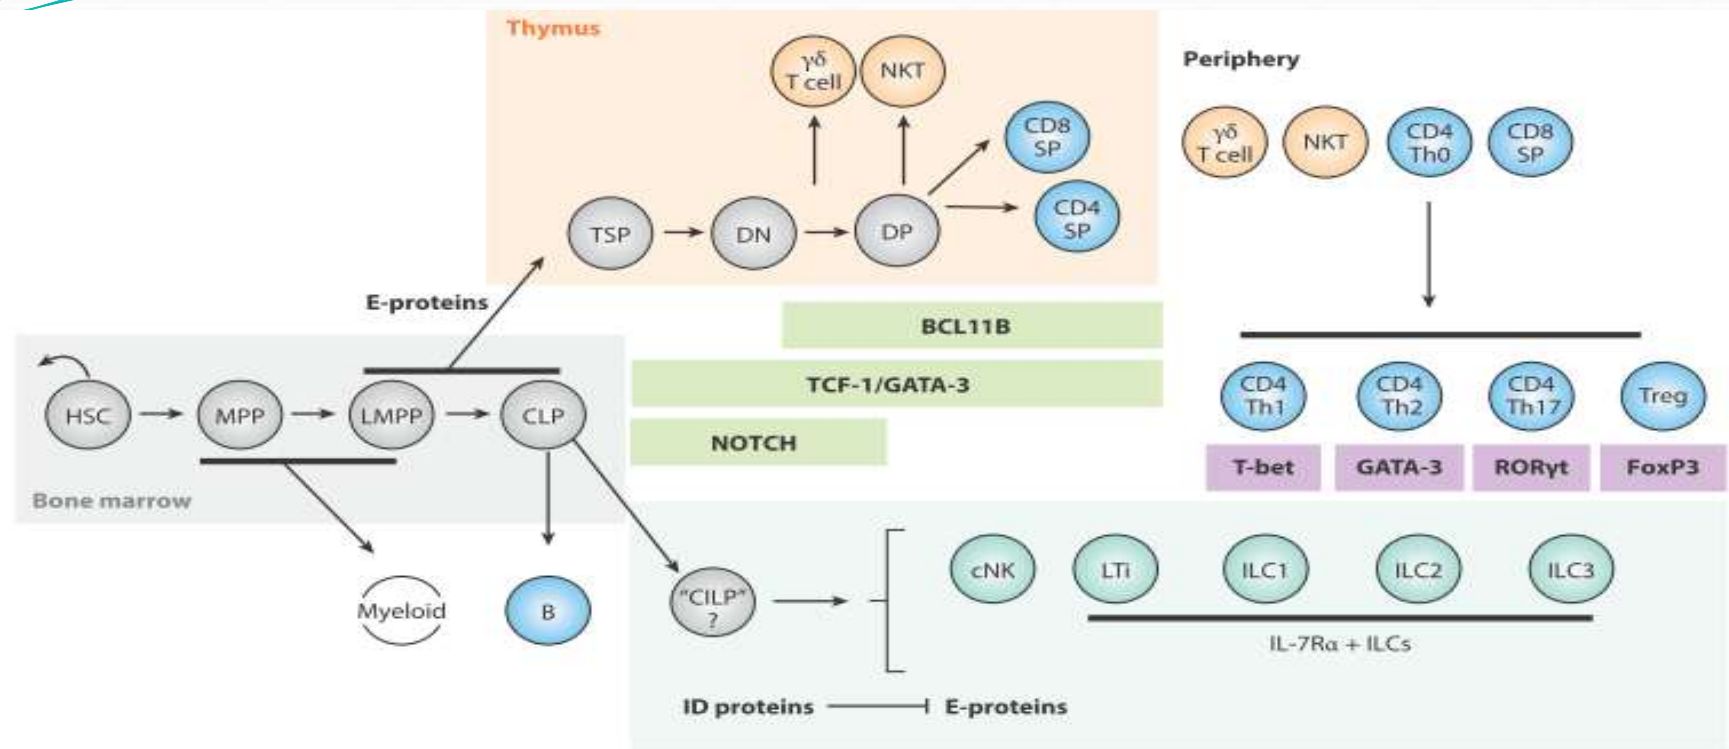 Thymus
γδ
T cell
NKT
CD8
SP
CD4
SP
TSP
DN
DP
Periphery
γδ
T cell
NKT
CD4
Th0
CD8
SP
E-proteins
BCL11B
TCF-1/GATA-3
NOTCH
HSC
MPP
LMPP
CLP
Bone marrow
CD4
Th1
CD4
Th2
CD4
Th17
Treg
T-bet
GATA-3
RORγt
FoxP3
Myeloid
B
"CILP"
?
cNK
LTi
ILC1
ILC2
ILC3
IL-7Rα + ILCs
ID proteins
E-proteins